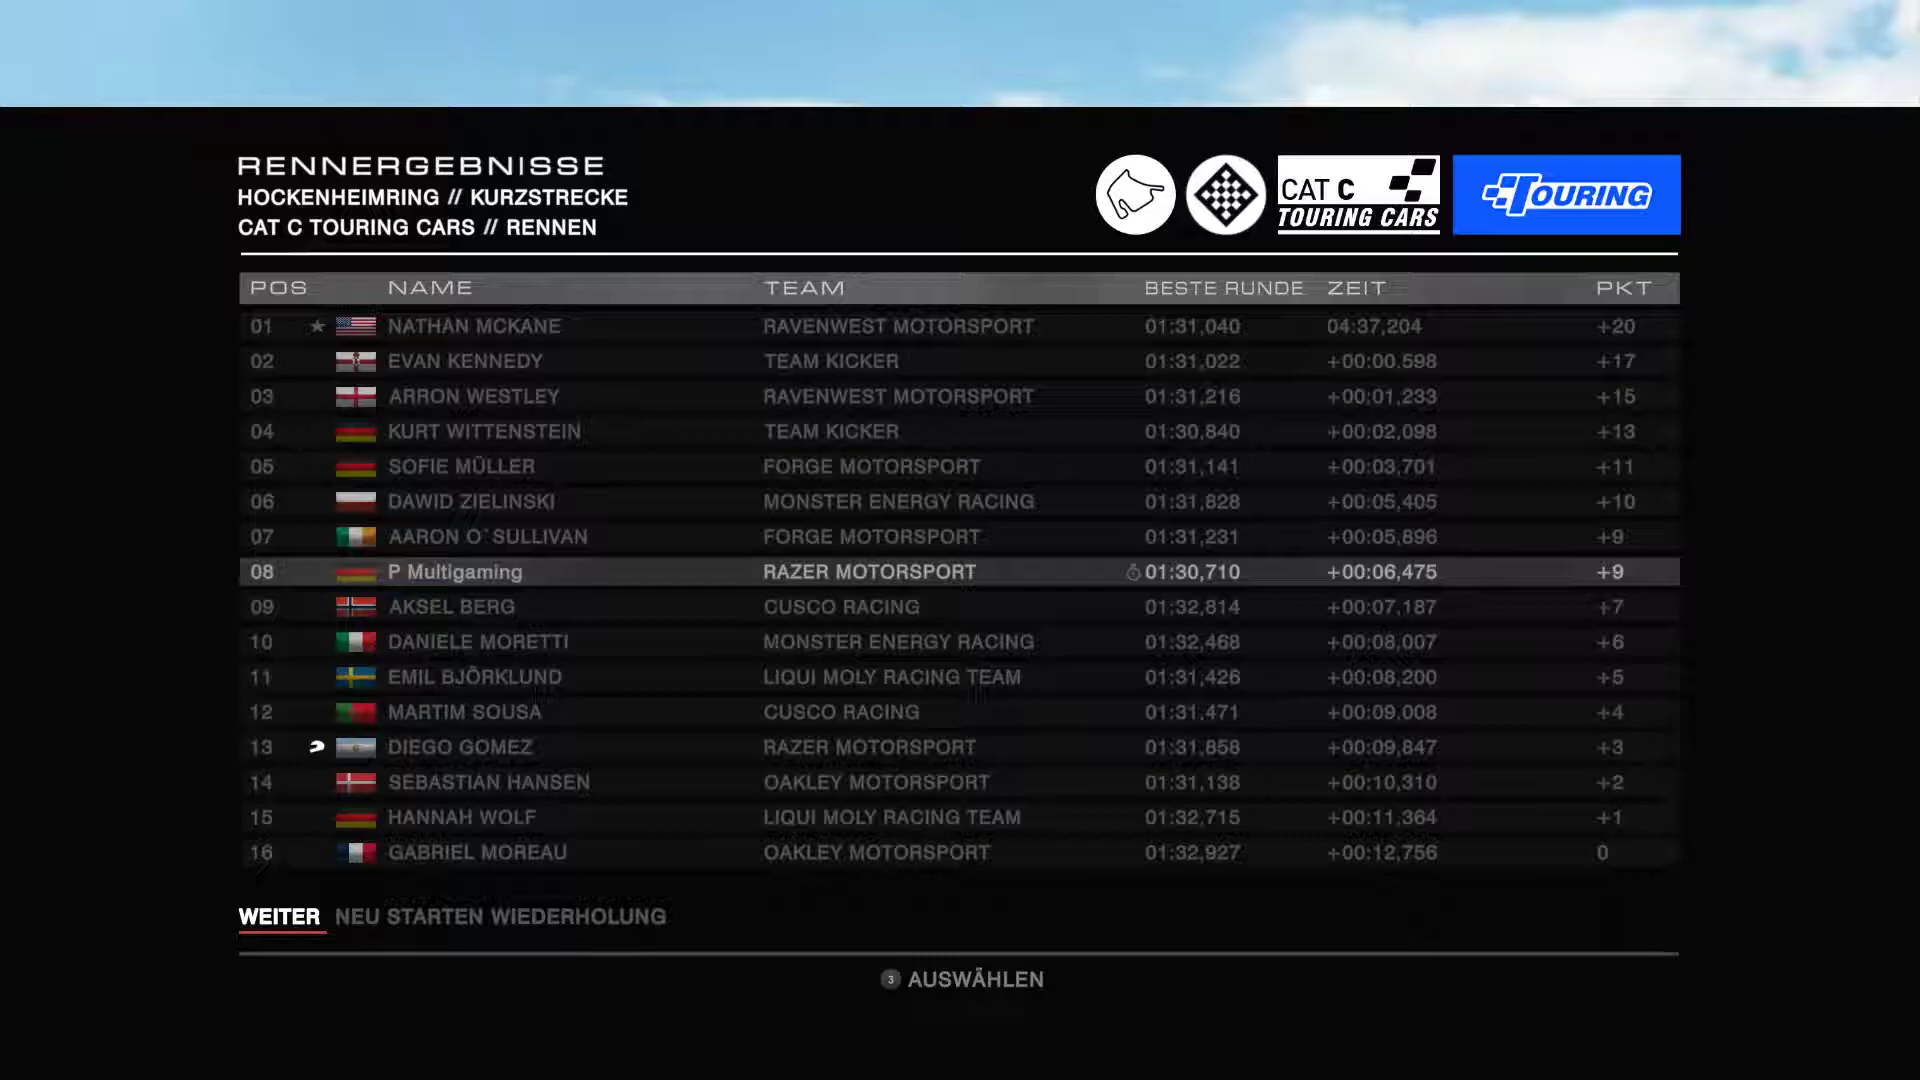 RENNERGEBNISSE
HOCKENHEIMRING // KURZSTRECKE
CAT C TOURING CARS // RENNEN
CAT C
TOURING CARS
TOURING
POS NAME TEAM BESTE RUNDE ZEIT PKT
01 NATHAN MCKANE RAVENWEST MOTORSPORT 01:31,040 04:37,204 +20
02 EVAN KENNEDY TEAM KICKER 01:31,022 +00:00.598 +17
03 ARRON WESTLEY RAVENWEST MOTORSPORT 01:31,216 +00:01,233 +15
04 KURT WITTENSTEIN TEAM KICKER 01:30,840 +00:02,098 +13
05 SOFIE MÜLLER FORGE MOTORSPORT 01:31,141 +00:03,701 +11
06 DAWID ZIELINSKI MONSTER ENERGY RACING 01:31,828 +00:05,405 +10
07 AARON O`SULLIVAN FORGE MOTORSPORT 01:31,231 +00:05,896 +9
08 P Multigaming RAZER MOTORSPORT 01:30,710 +00:06,475 +9
09 AKSEL BERG CUSCO RACING 01:32,814 +00:07,187 +7
10 DANIELE MORETTI MONSTER ENERGY RACING 01:32,468 +00:08,007 +6
11 EMIL BJÖRKLUND LIQUI MOLY RACING TEAM 01:31,426 +00:08,200 +5
12 MARTIM SOUSA CUSCO RACING 01:31,471 +00:09,008 +4
13 DIEGO GOMEZ RAZER MOTORSPORT 01:31,858 +00:09,847 +3
14 SEBASTIAN HANSEN OAKLEY MOTORSPORT 01:31,138 +00:10,310 +2
15 HANNAH WOLF LIQUI MOLY RACING TEAM 01:32,715 +00:11,364 +1
16 GABRIEL MOREAU OAKLEY MOTORSPORT 01:32,927 +00:12,756 0
WEITER NEU STARTEN WIEDERHOLUNG
3 AUSWÄHLEN